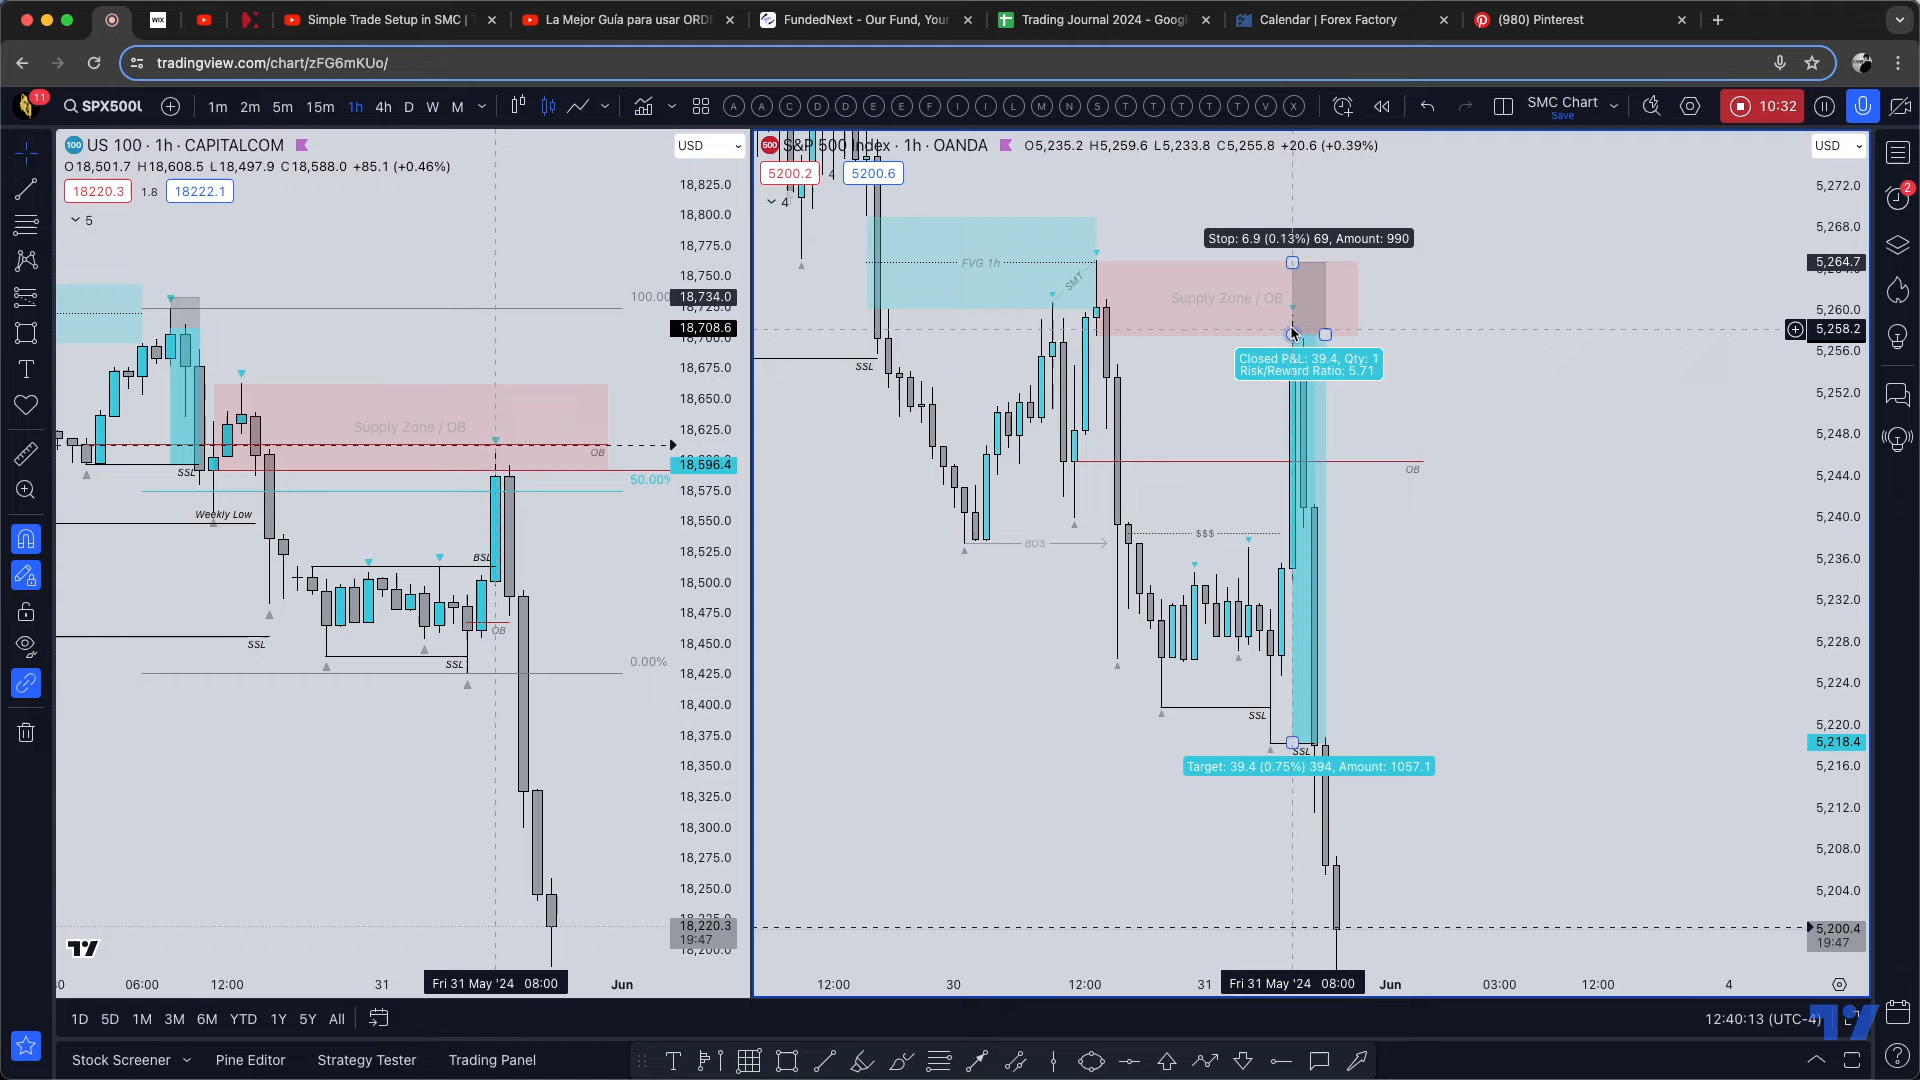 Simple Trade Setup in SMC |
La Mejor Guía para usar ORD
FundedNext - Our Fund, Your
Trading Journal 2024 - Google
Calendar | Forex Factory
(980) Pinterest
WIX
tradingview.com/chart/zFG6mKUo/
11
SPX500U
1m 2m 5m 15m 1h 4h D W M
A A C D D E E F I I L M N S T T T T T V X
SMC Chart
Save
10:32
US 100 · 1h · CAPITALCOM
O18,501.7 H18,608.5 L18,497.9 C18,588.0 +85.1 (+0.46%)
18220.3 1.8 18222.1
5
USD
18,825.0
18,800.0
18,775.0
18,750.0
18,734.0
18,708.6
18,700.0
18,675.0
18,650.0
18,625.0
18,596.4
18,575.0
18,550.0
18,525.0
18,500.0
18,475.0
18,450.0
18,425.0
18,400.0
18,375.0
18,350.0
18,325.0
18,300.0
18,275.0
18,250.0
18,220.3
19:47
18,200.0
100.00
Supply Zone / OB
OB
SSL
50.00%
Weekly Low
BSL
OB
SSL
SSL
0.00%
06:00 12:00 31 Fri 31 May '24 08:00 Jun
S&P 500 Index · 1h · OANDA O5,235.2 H5,259.6 L5,233.8 C5,255.8 +20.6 (+0.39%)
500
100
5200.2 4 5200.6
4
USD
Stop: 6.9 (0.13%) 69, Amount: 990
FVG 1h
SMT
Supply Zone / OB
SSL
Closed P&L: 39.4, Qty: 1
Risk/Reward Ratio: 5.71
OB
BOS
$$$
SSL
SSL
Target: 39.4 (0.75%) 394, Amount: 1057.1
5,272.0
5,268.0
5,264.7
5,260.0
5,258.2
5,256.0
5,252.0
5,248.0
5,244.0
5,240.0
5,236.0
5,232.0
5,228.0
5,224.0
5,220.0
5,218.4
5,216.0
5,212.0
5,208.0
5,204.0
5,200.4
19:47
12:00 30 12:00 31 Fri 31 May '24 08:00 Jun 03:00 12:00 4
2
1D 5D 1M 3M 6M YTD 1Y 5Y All
12:40:13 (UTC-4)
Stock Screener Pine Editor Strategy Tester Trading Panel